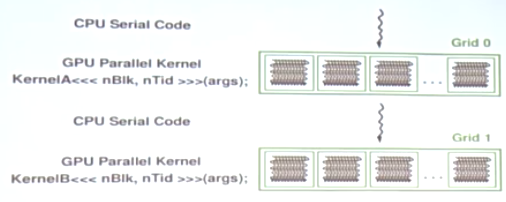 CPU Serial Code
Grid 0
GPU Parallel Kernel
KernelA<<< nBlk, nTid >>>(args);
...
CPU Serial Code
Grid 1
GPU Parallel Kernel
KernelB<<< nBlk, nTid >>>(args);
...